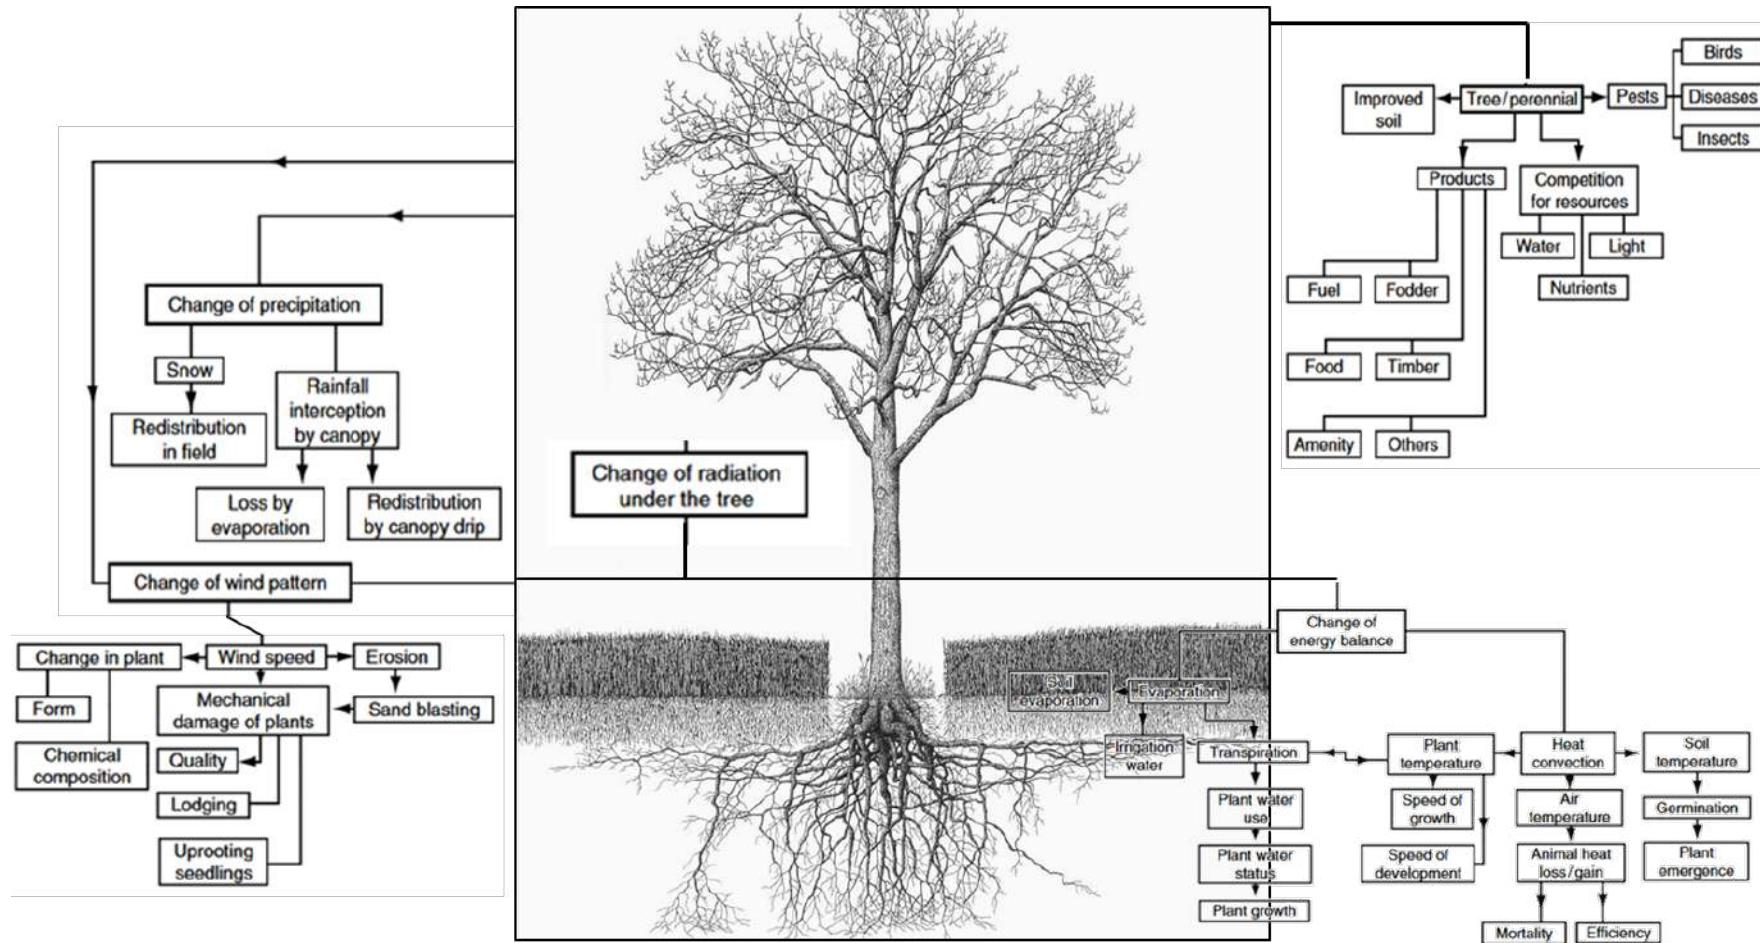 Birds
Improved
soil
Tree/perennial
Pests
Diseases
Insects
Products
Competition
for resources
Water
Light
Nutrients
Fuel
Fodder
Food
Timber
Amenity
Others
Change of precipitation
Snow
Rainfall
interception
by canopy
Redistribution
in field
Loss by
evaporation
Redistribution
by canopy drip
Change of radiation
under the tree
Change of wind pattern
Change in plant
Wind speed
Erosion
Form
Mechanical
damage of plants
Sand blasting
Chemical
composition
Quality
Lodging
Uprooting
seedlings
Change of
energy balance
Soil
evaporation
Evaporation
Irrigation
water
Transpiration
Plant
temperature
Heat
convection
Soil
temperature
Plant water
use
Speed of
growth
Air
temperature
Germination
Plant water
status
Speed of
development
Animal heat
loss/gain
Plant
emergence
Plant growth
Mortality
Efficiency